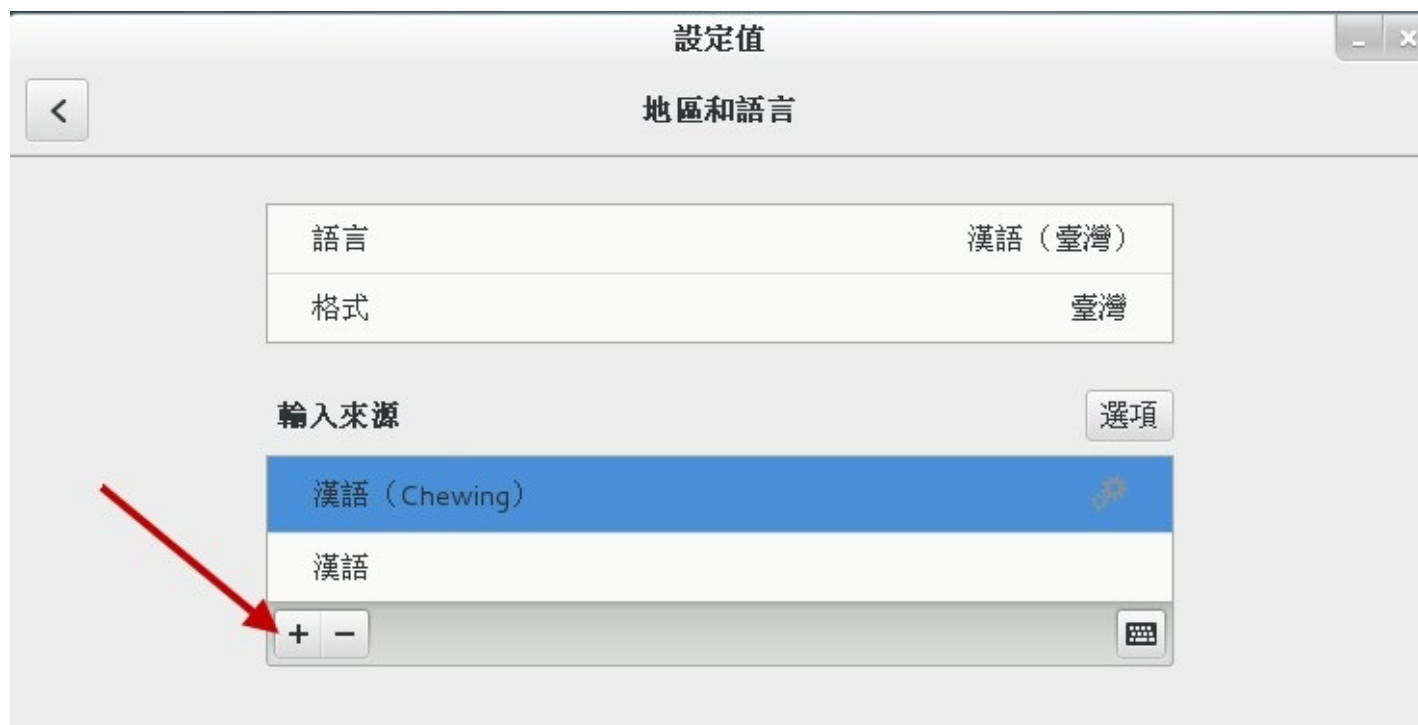 設定值
地區和語言
語言 漢語（臺灣）
格式 臺灣
輸入來源 選項
漢語（Chewing）
漢語